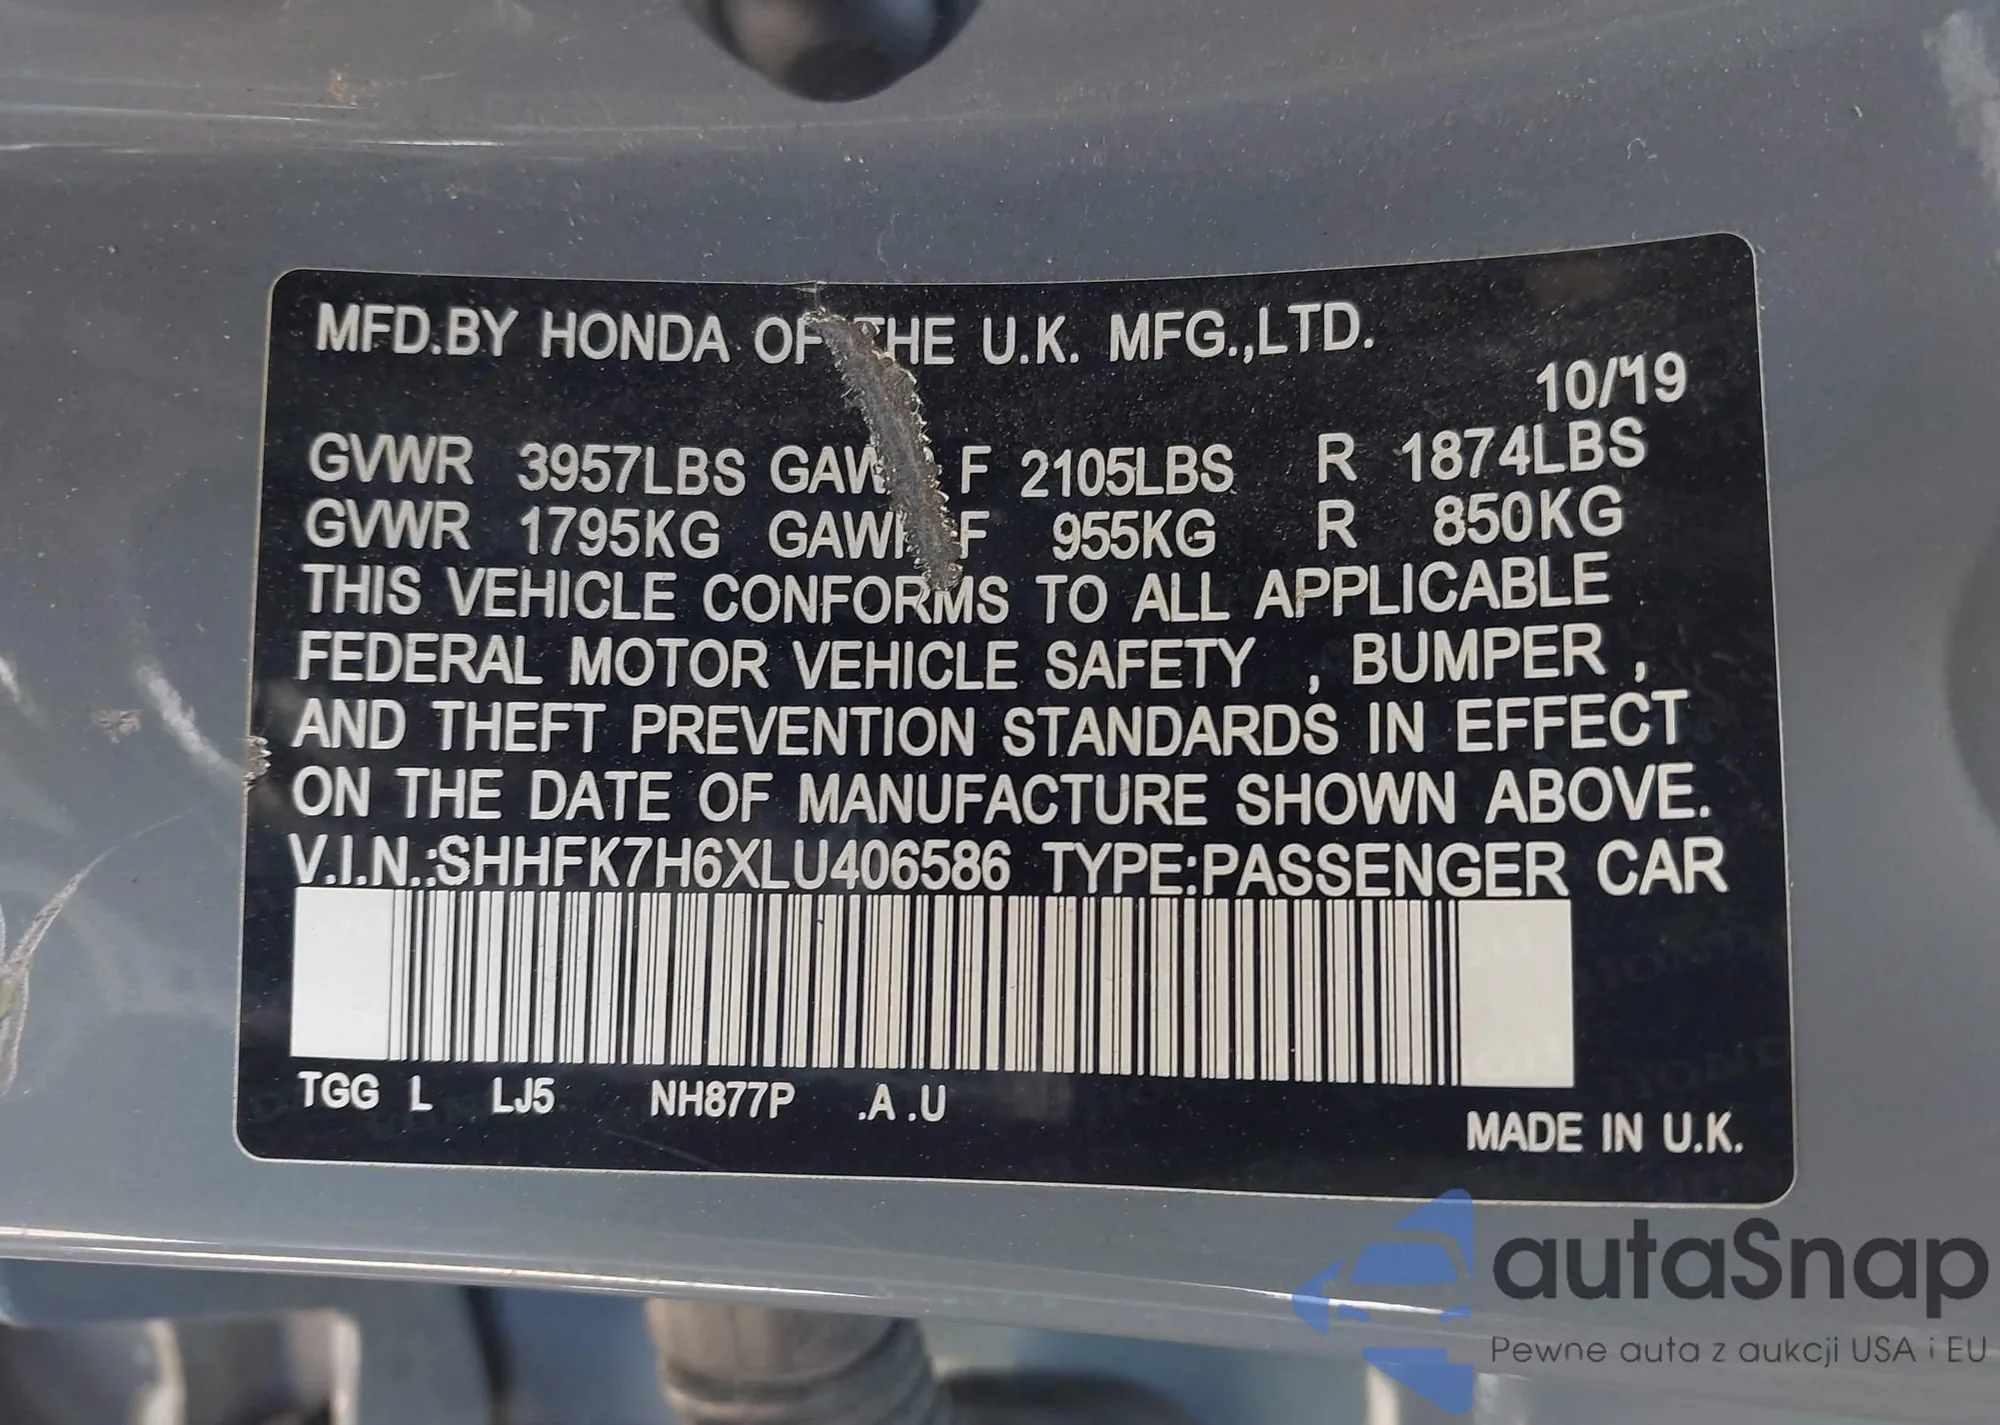 MFD.BY HONDA OF THE U.K. MFG.,LTD.
10/19
GVWR 3957LBS GAWR F 2105LBS R 1874LBS
GVWR 1795KG GAWR F 955KG R 850KG
THIS VEHICLE CONFORMS TO ALL APPLICABLE
FEDERAL MOTOR VEHICLE SAFETY , BUMPER ,
AND THEFT PREVENTION STANDARDS IN EFFECT
ON THE DATE OF MANUFACTURE SHOWN ABOVE.
V.I.N.:SHHFK7H6XLU406586 TYPE:PASSENGER CAR
TGG L LJ5 NH877P .A .U
MADE IN U.K.
autaSnap
Pewne auta z aukcji USA i EU